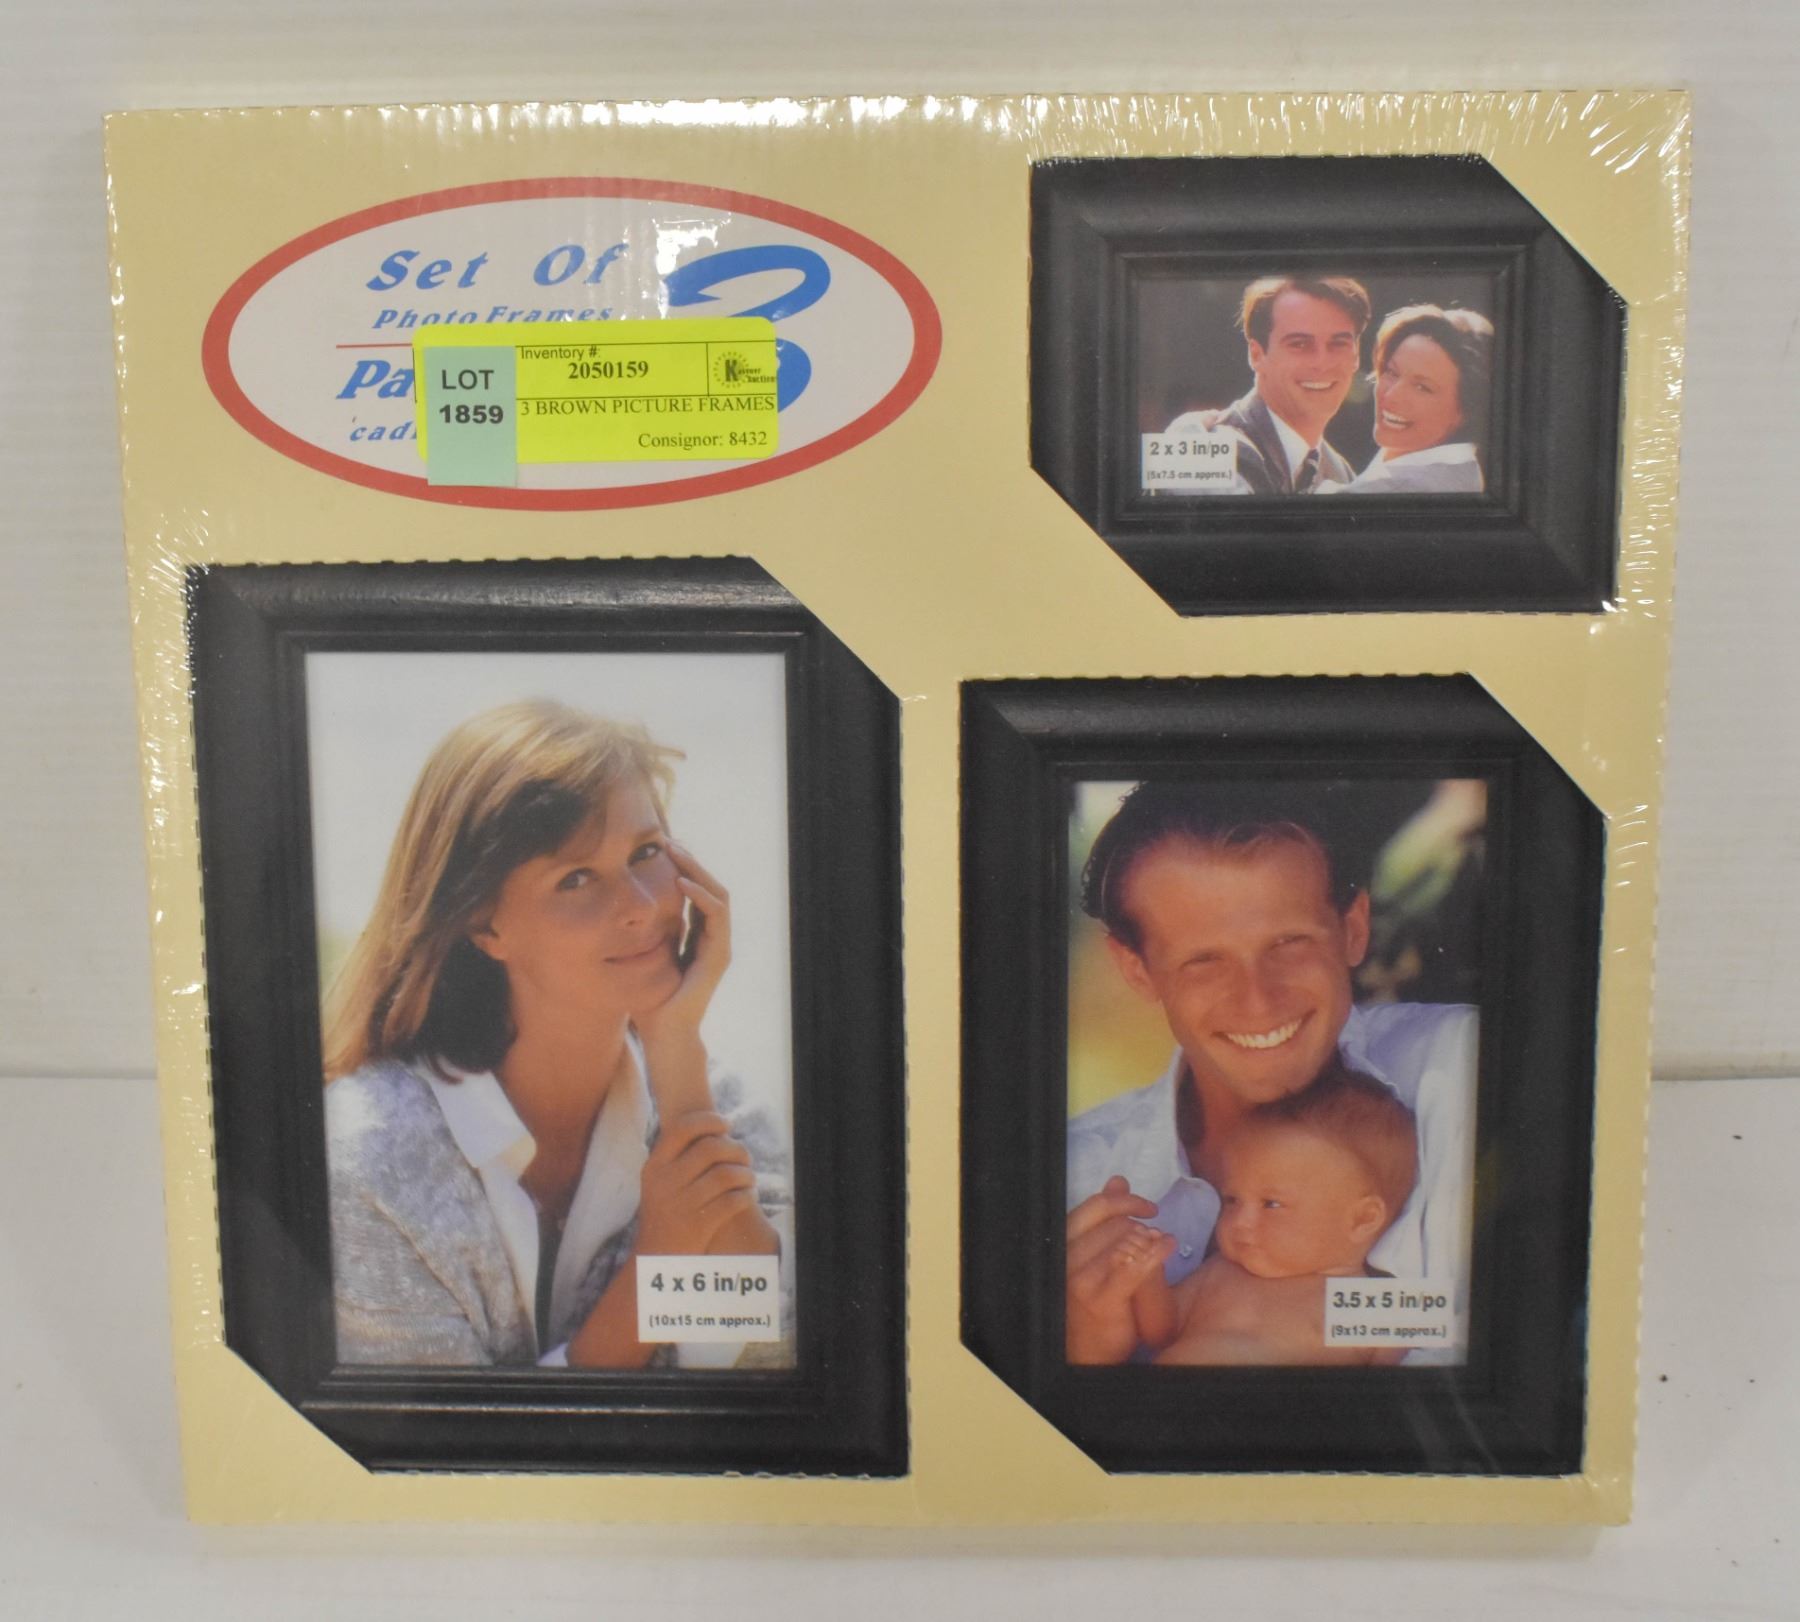 Set Of
Photo Frames
3
Inventory #:
2050159
LOT
1859
3 BROWN PICTURE FRAMES
Consignor: 8432
2 x 3 in/po
(5x7.5 cm approx.)
4 x 6 in/po
(10x15 cm approx.)
3.5 x 5 in/po
(9x13 cm approx.)